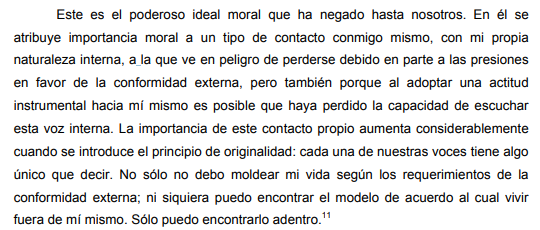 Este es el poderoso ideal moral que ha negado hasta nosotros. En él se
atribuye importancia moral a un tipo de contacto conmigo mismo, con mi propia
naturaleza interna, a la que ve en peligro de perderse debido en parte a las presiones
en favor de la conformidad externa, pero también porque al adoptar una actitud
instrumental hacia mí mismo es posible que haya perdido la capacidad de escuchar
esta voz interna. La importancia de este contacto propio aumenta considerablemente
cuando se introduce el principio de originalidad: cada una de nuestras voces tiene algo
único que decir. No sólo no debo moldear mi vida según los requerimientos de la
conformidad externa; ni siquiera puedo encontrar el modelo de acuerdo al cual vivir
fuera de mí mismo. Sólo puedo encontrarlo adentro.11